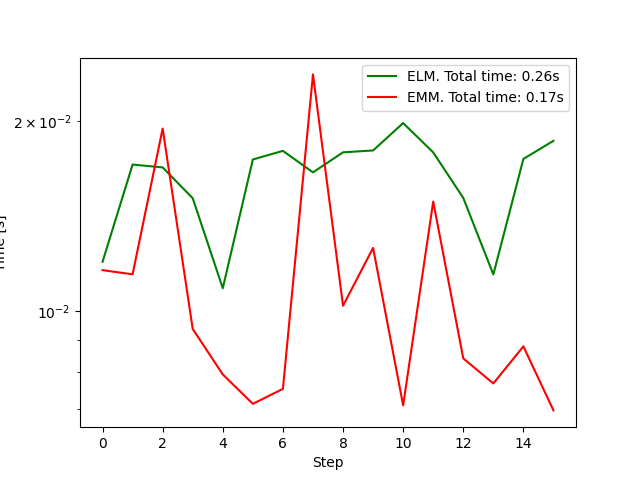 ELM. Total time: 0.26s
EMM. Total time: 0.17s
2 × 10⁻²
10⁻²
Time [s]
0 2 4 6 8 10 12 14
Step